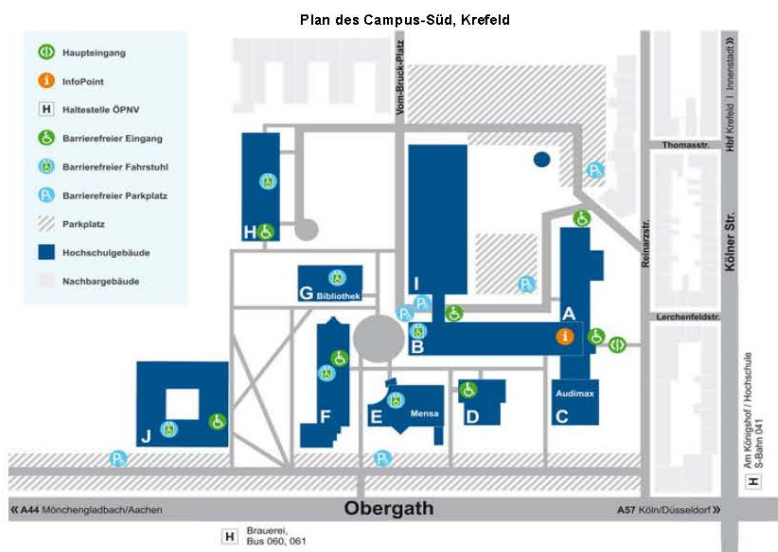 Plan des Campus-Süd, Krefeld
Haupteingang
InfoPoint
H Haltestelle ÖPNV
Barrierefreier Eingang
Barrierefreier Fahrstuhl
Barrierefreier Parkplatz
Parkplatz
Hochschulgebäude
Nachbargebäude
Vom-Bruck-Platz
Hbf Krefeld | Innenstadt »
Thomasstr.
Kölner Str.
Reinarzstr.
Lerchenfeldstr.
H
I
G Bibliothek
A
B
F
E Mensa
D
Audimax
C
J
Am Königshof / Hochschule
S-Bahn 041
H
« A44 Mönchengladbach/Aachen
Obergath
A57 Köln/Düsseldorf »
H Brauerei,
Bus 060, 061